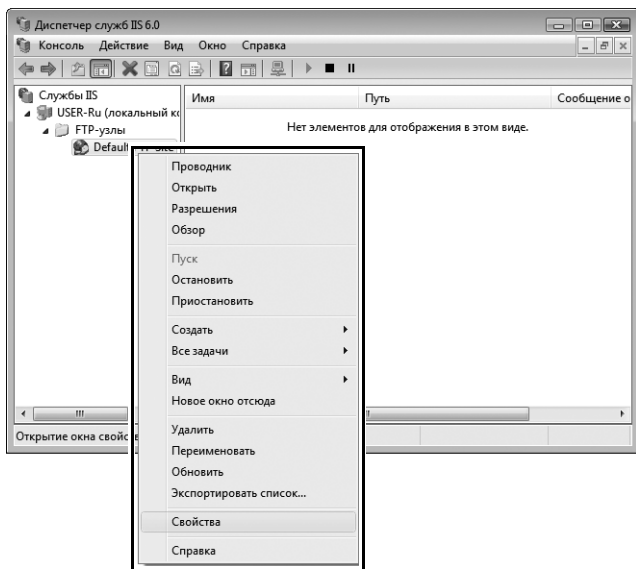 Диспетчер служб IIS 6.0
Консоль Действие Вид Окно Справка
Службы IIS
USER-Ru (локальный
FTP-узлы
Default
Имя Путь Сообщение о
Нет элементов для отображения в этом виде.
Проводник
Открыть
Разрешения
Обзор
Пуск
Остановить
Приостановить
Создать
Все задачи
Вид
Новое окно отсюда
Удалить
Переименовать
Обновить
Экспортировать список...
Свойства
Справка
Открытие окна свойс